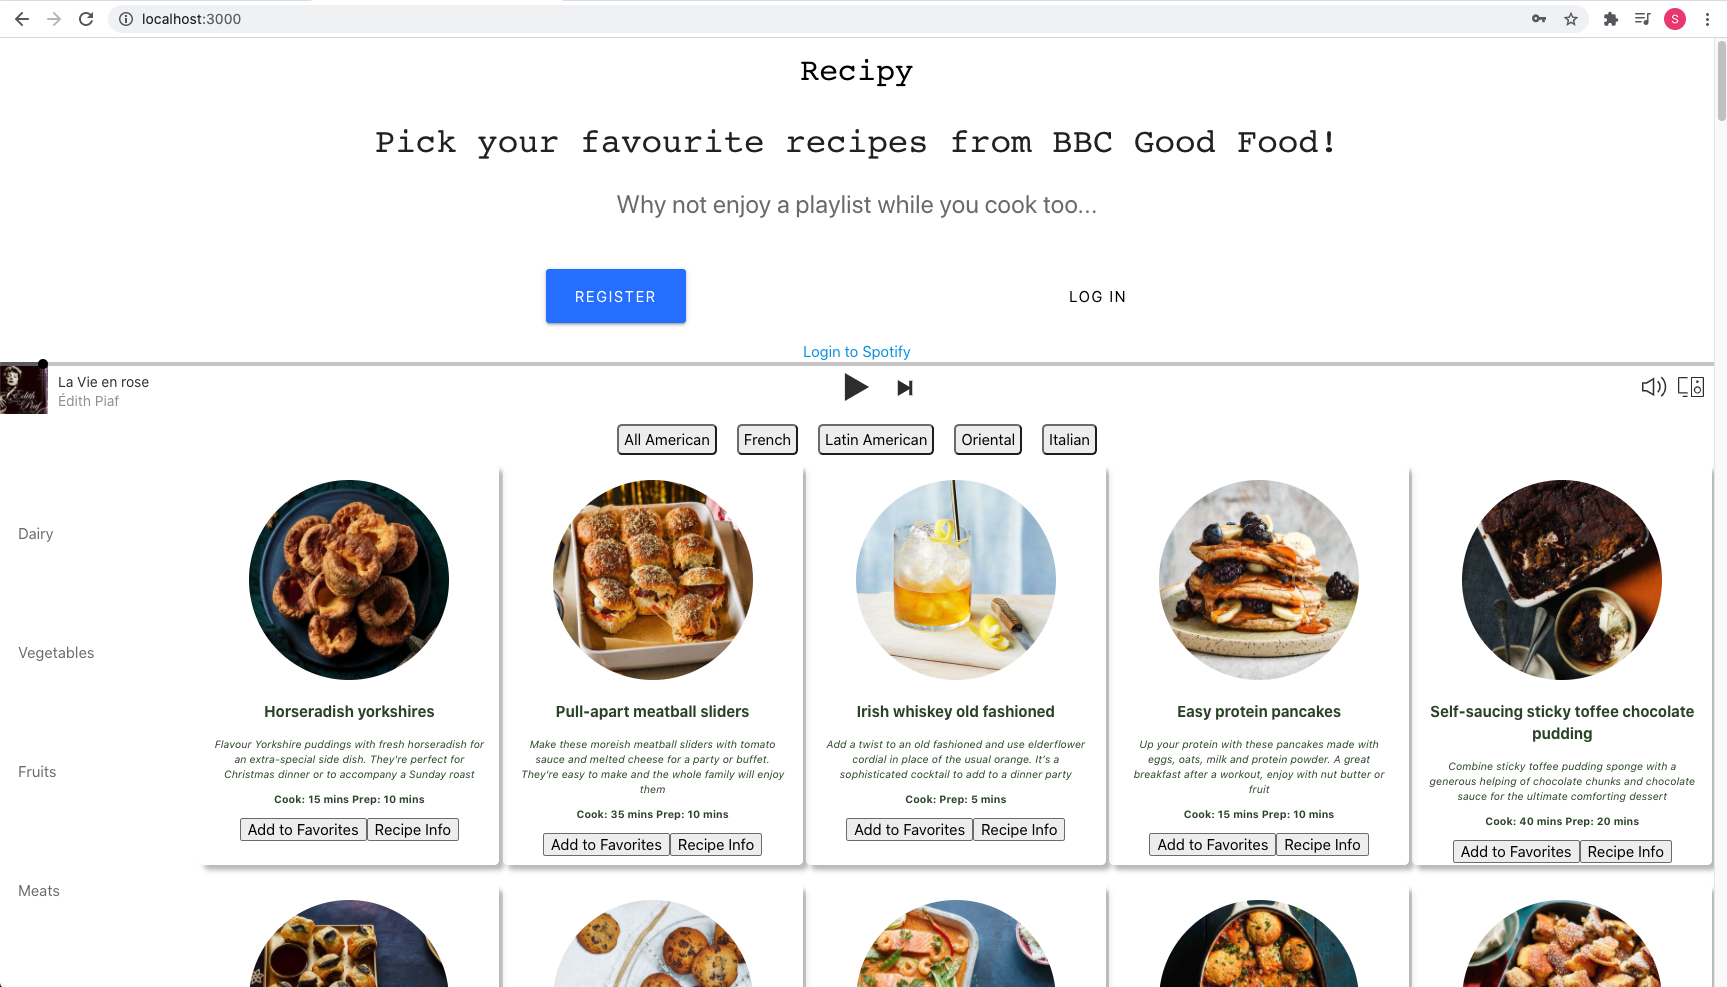 localhost:3000
S
Recipy
Pick your favourite recipes from BBC Good Food!
Why not enjoy a playlist while you cook too...
REGISTER
LOG IN
Login to Spotify
La Vie en rose
Édith Piaf
Edith
Piaf
All American
French
Latin American
Oriental
Italian
Dairy
Vegetables
Fruits
Meats
Horseradish yorkshires
Flavour Yorkshire puddings with fresh horseradish for
an extra-special side dish. They're perfect for
Christmas dinner or to accompany a Sunday roast
Cook: 15 mins Prep: 10 mins
Add to Favorites
Recipe Info
Pull-apart meatball sliders
Make these moreish meatball sliders with tomato
sauce and melted cheese for a party or buffet.
They're easy to make and the whole family will enjoy
them
Cook: 35 mins Prep: 10 mins
Add to Favorites
Recipe Info
Irish whiskey old fashioned
Add a twist to an old fashioned and use elderflower
cordial in place of the usual orange. It's a
sophisticated cocktail to add to a dinner party
Cook: Prep: 5 mins
Add to Favorites
Recipe Info
Easy protein pancakes
Up your protein with these pancakes made with
eggs, oats, milk and protein powder. A great
breakfast after a workout, enjoy with nut butter or
fruit
Cook: 15 mins Prep: 10 mins
Add to Favorites
Recipe Info
Self-saucing sticky toffee chocolate
pudding
Combine sticky toffee pudding sponge with a
generous helping of chocolate chunks and chocolate
sauce for the ultimate comforting dessert
Cook: 40 mins Prep: 20 mins
Add to Favorites
Recipe Info